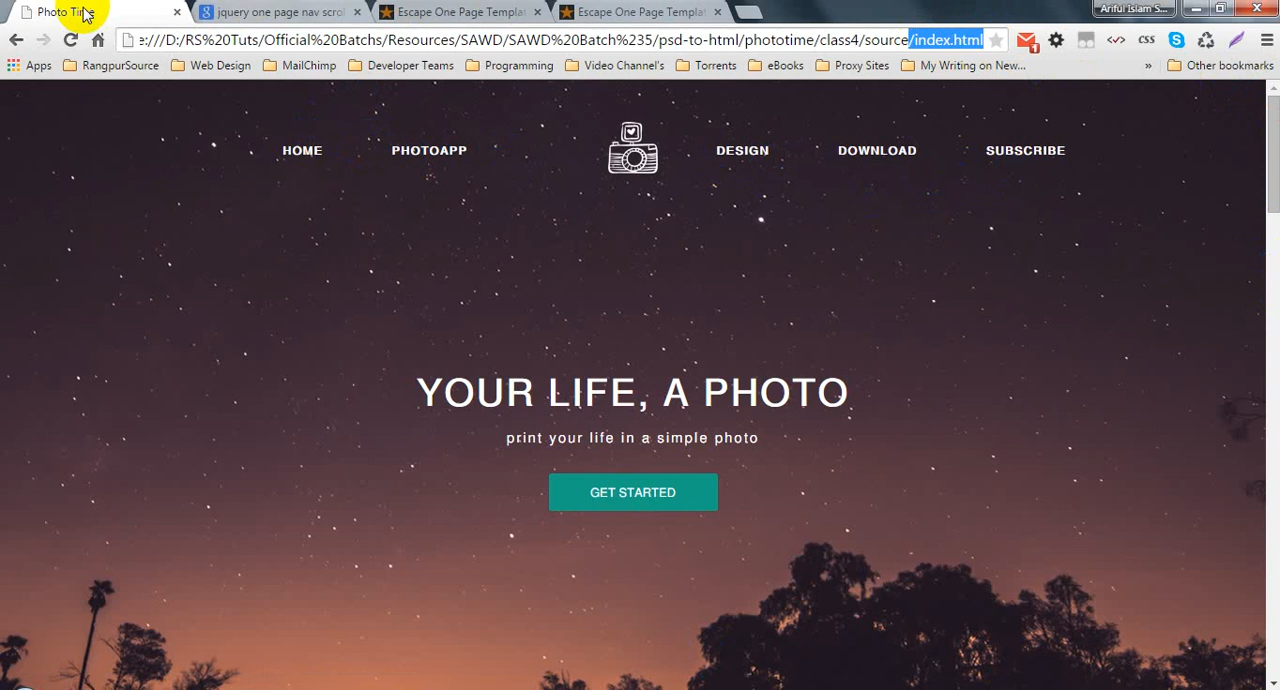 Photo Time
jquery one page nav scrol
Escape One Page Templat
Escape One Page Templat
Ariful Islam S...
e:///D:/RS%20Tuts/Official%20Batchs/Resources/SAWD/SAWD%20Batch%235/psd-to-html/phototime/class4/source/index.html
1
CSS
Apps
RangpurSource
Web Design
MailChimp
Developer Teams
Programming
Video Channel's
Torrents
eBooks
Proxy Sites
My Writing on New...
»
Other bookmarks
HOME
PHOTOAPP
DESIGN
DOWNLOAD
SUBSCRIBE
YOUR LIFE, A PHOTO
print your life in a simple photo
GET STARTED